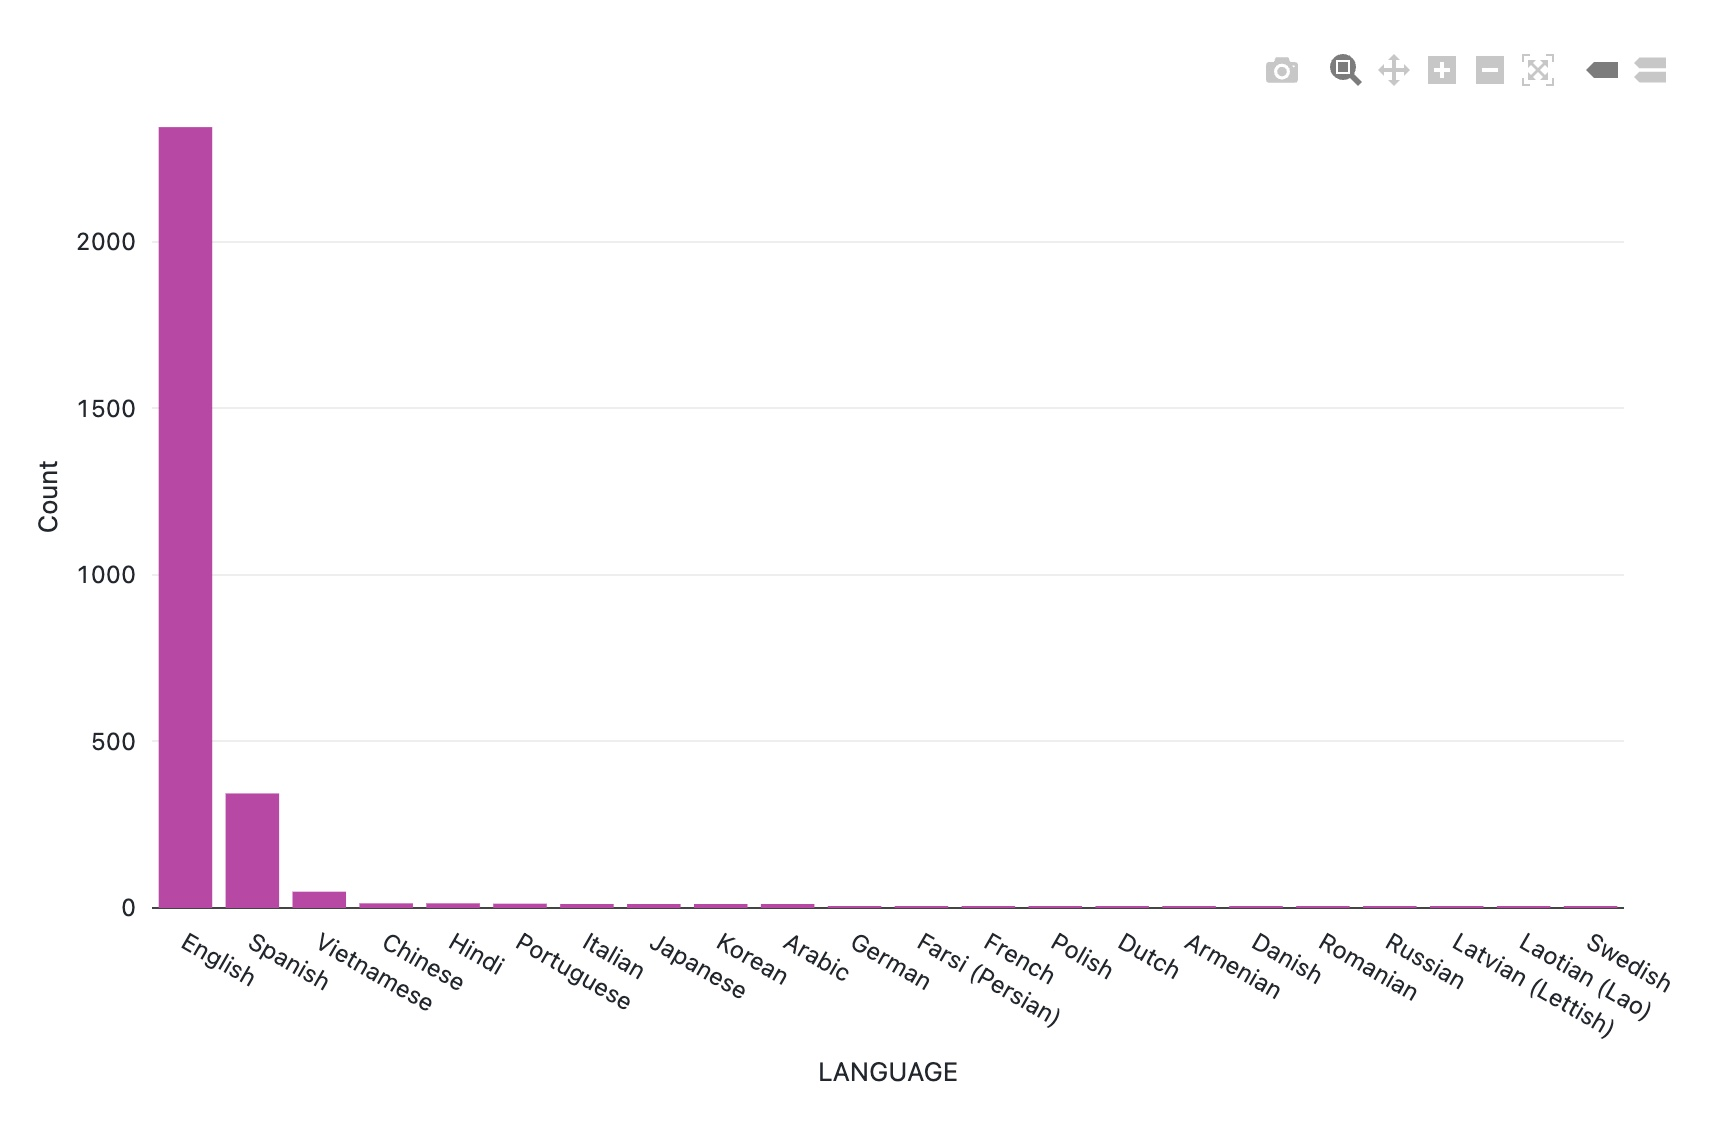 2000
1500
1000
500
0
Count
English
Spanish
Vietnamese
Chinese
Hindi
Portuguese
Italian
Japanese
Korean
Arabic
German
Farsi (Persian)
French
Polish
Dutch
Armenian
Danish
Romanian
Russian
Latvian (Lettish)
Laotian (Lao)
Swedish
LANGUAGE